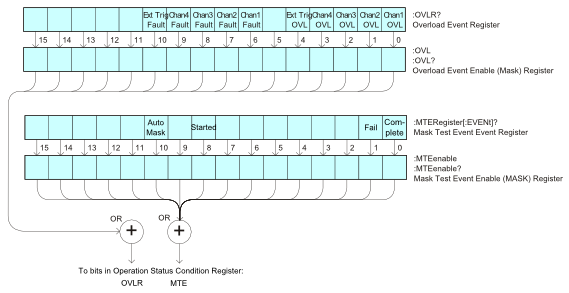 Ext Trig Chan4 Chan3 Chan2 Chan1 Ext Trig Chan4 Chan3 Chan2 Chan1 :OVLR?
Fault Fault Fault Fault Fault OVL OVL OVL OVL OVL Overload Event Register
15 14 13 12 11 10 9 8 7 6 5 4 3 2 1 0
:OVL
:OVL?
Overload Event Enable (Mask) Register
Auto Mask Started Fail Com-plete
:MTERegister[:EVENt]?
Mask Test Event Event Register
15 14 13 12 11 10 9 8 7 6 5 4 3 2 1 0
:MTEenable
:MTEenable?
Mask Test Event Enable (MASK) Register
OR OR
+ +
To bits in Operation Status Condition Register:
OVLR MTE